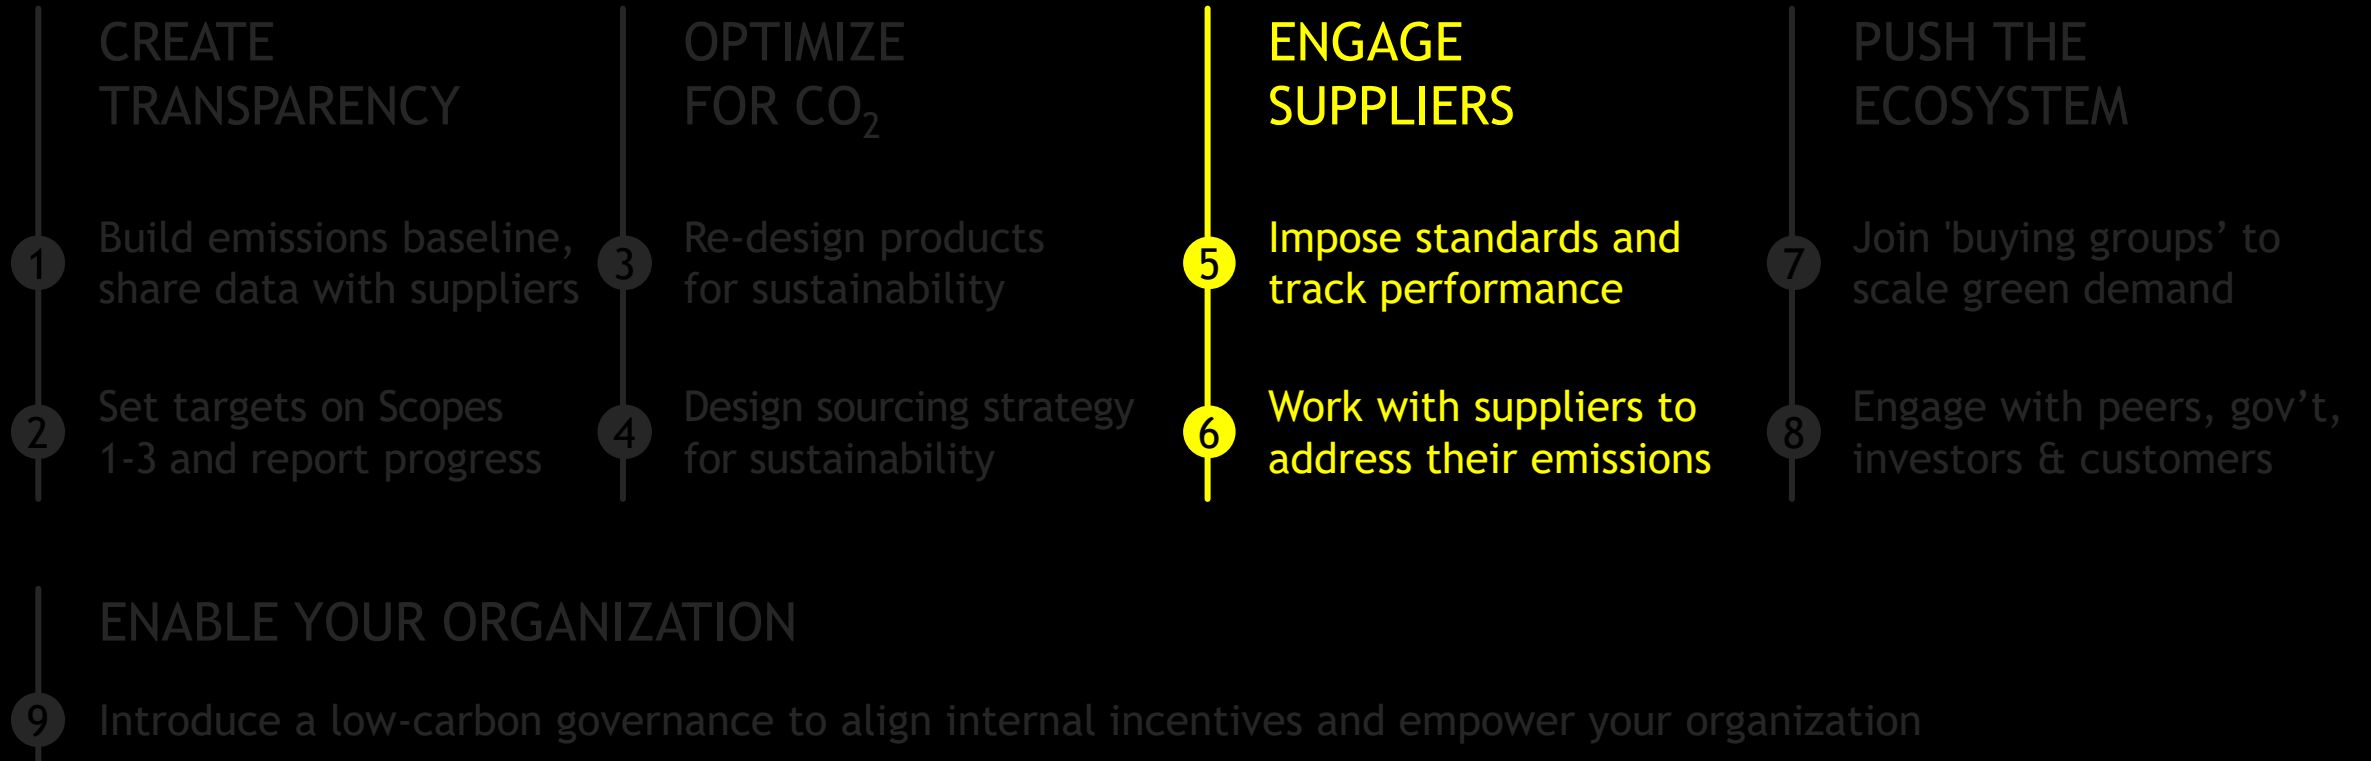 CREATE
TRANSPARENCY
1
Build emissions baseline,
share data with suppliers
2
Set targets on Scopes
1-3 and report progress
OPTIMIZE
FOR CO₂
3
Re-design products
for sustainability
4
Design sourcing strategy
for sustainability
ENGAGE
SUPPLIERS
5
Impose standards and
track performance
6
Work with suppliers to
address their emissions
PUSH THE
ECOSYSTEM
7
Join 'buying groups’ to
scale green demand
8
Engage with peers, gov’t,
investors & customers
ENABLE YOUR ORGANIZATION
9
Introduce a low-carbon governance to align internal incentives and empower your organization